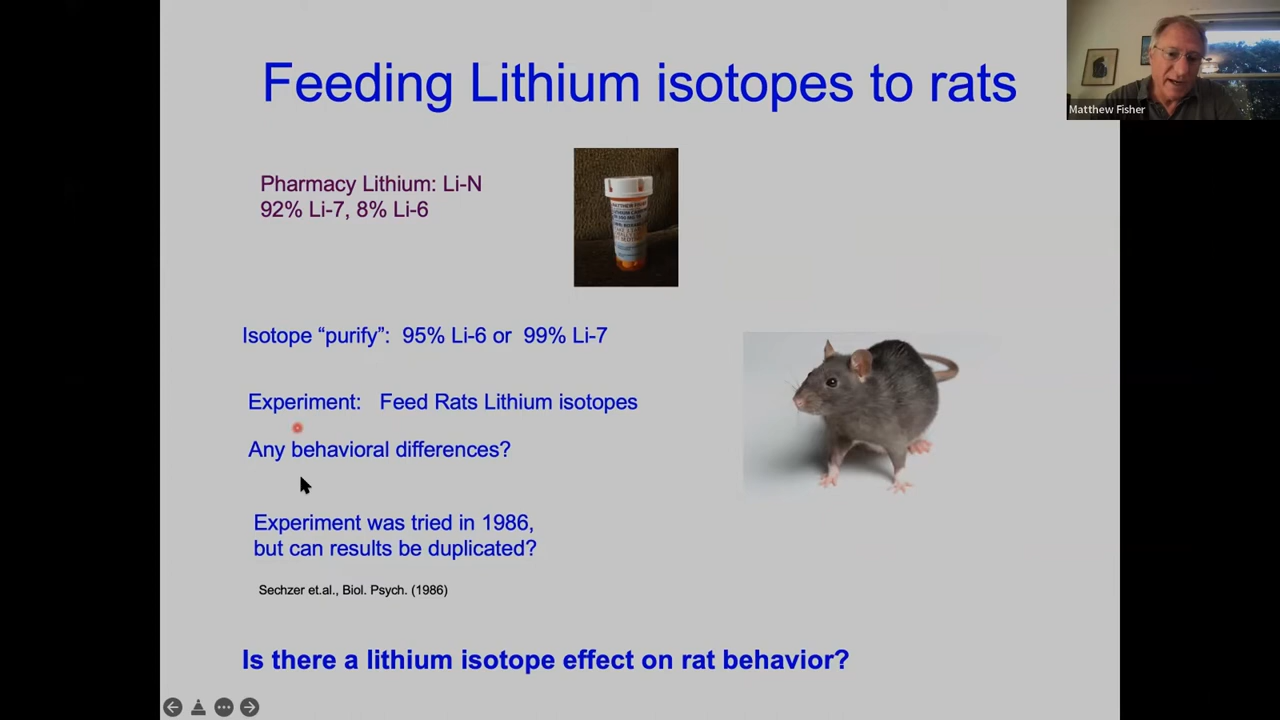 Feeding Lithium isotopes to rats
Matthew Fisher
Pharmacy Lithium: Li-N
92% Li-7, 8% Li-6
Isotope “purify”: 95% Li-6 or 99% Li-7
Experiment: Feed Rats Lithium isotopes
Any behavioral differences?
Experiment was tried in 1986,
but can results be duplicated?
Sechzer et.al., Biol. Psych. (1986)
Is there a lithium isotope effect on rat behavior?